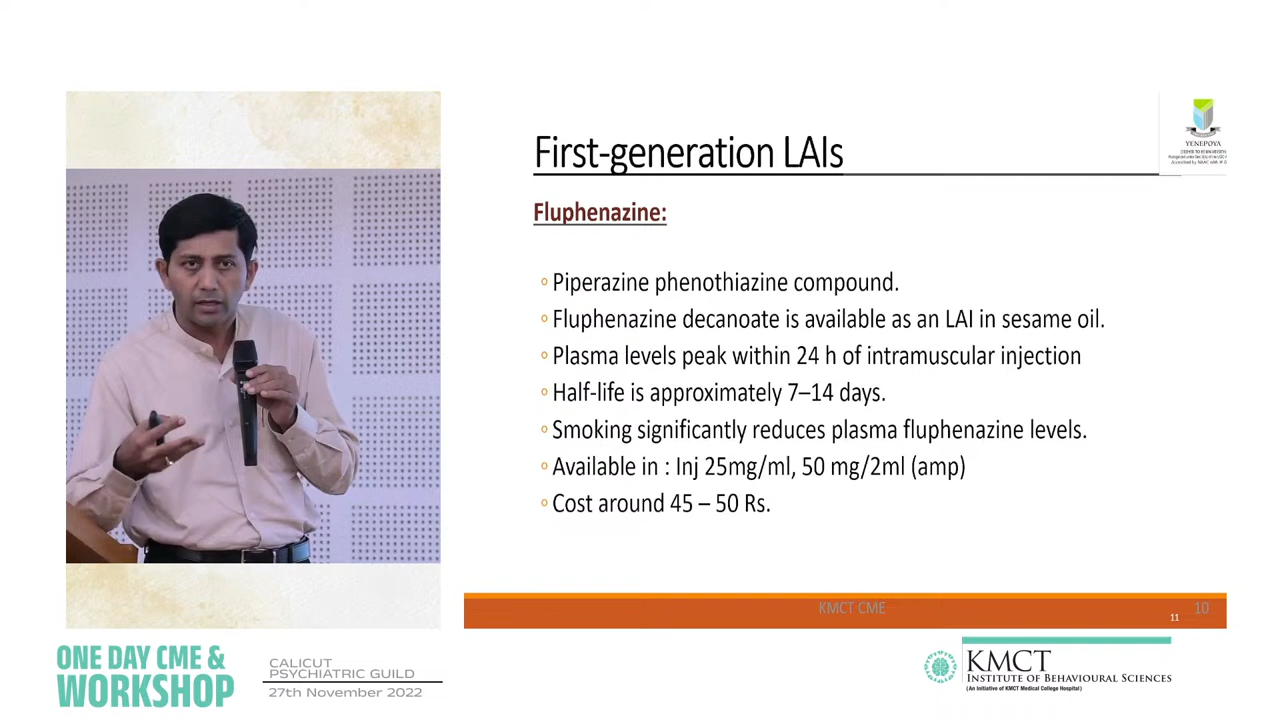 First-generation LAIs
YENEPOYA
Fluphenazine:
◦Piperazine phenothiazine compound.
◦Fluphenazine decanoate is available as an LAI in sesame oil.
◦Plasma levels peak within 24 h of intramuscular injection
◦Half-life is approximately 7–14 days.
◦Smoking significantly reduces plasma fluphenazine levels.
◦Available in : Inj 25mg/ml, 50 mg/2ml (amp)
◦Cost around 45 – 50 Rs.
KMCT CME
11
10
ONE DAY CME &
WORKSHOP
CALICUT
PSYCHIATRIC GUILD
27th November 2022
KMCT
INSTITUTE OF BEHAVIOURAL SCIENCES
(An Initiative of KMCT Medical College Hospital)